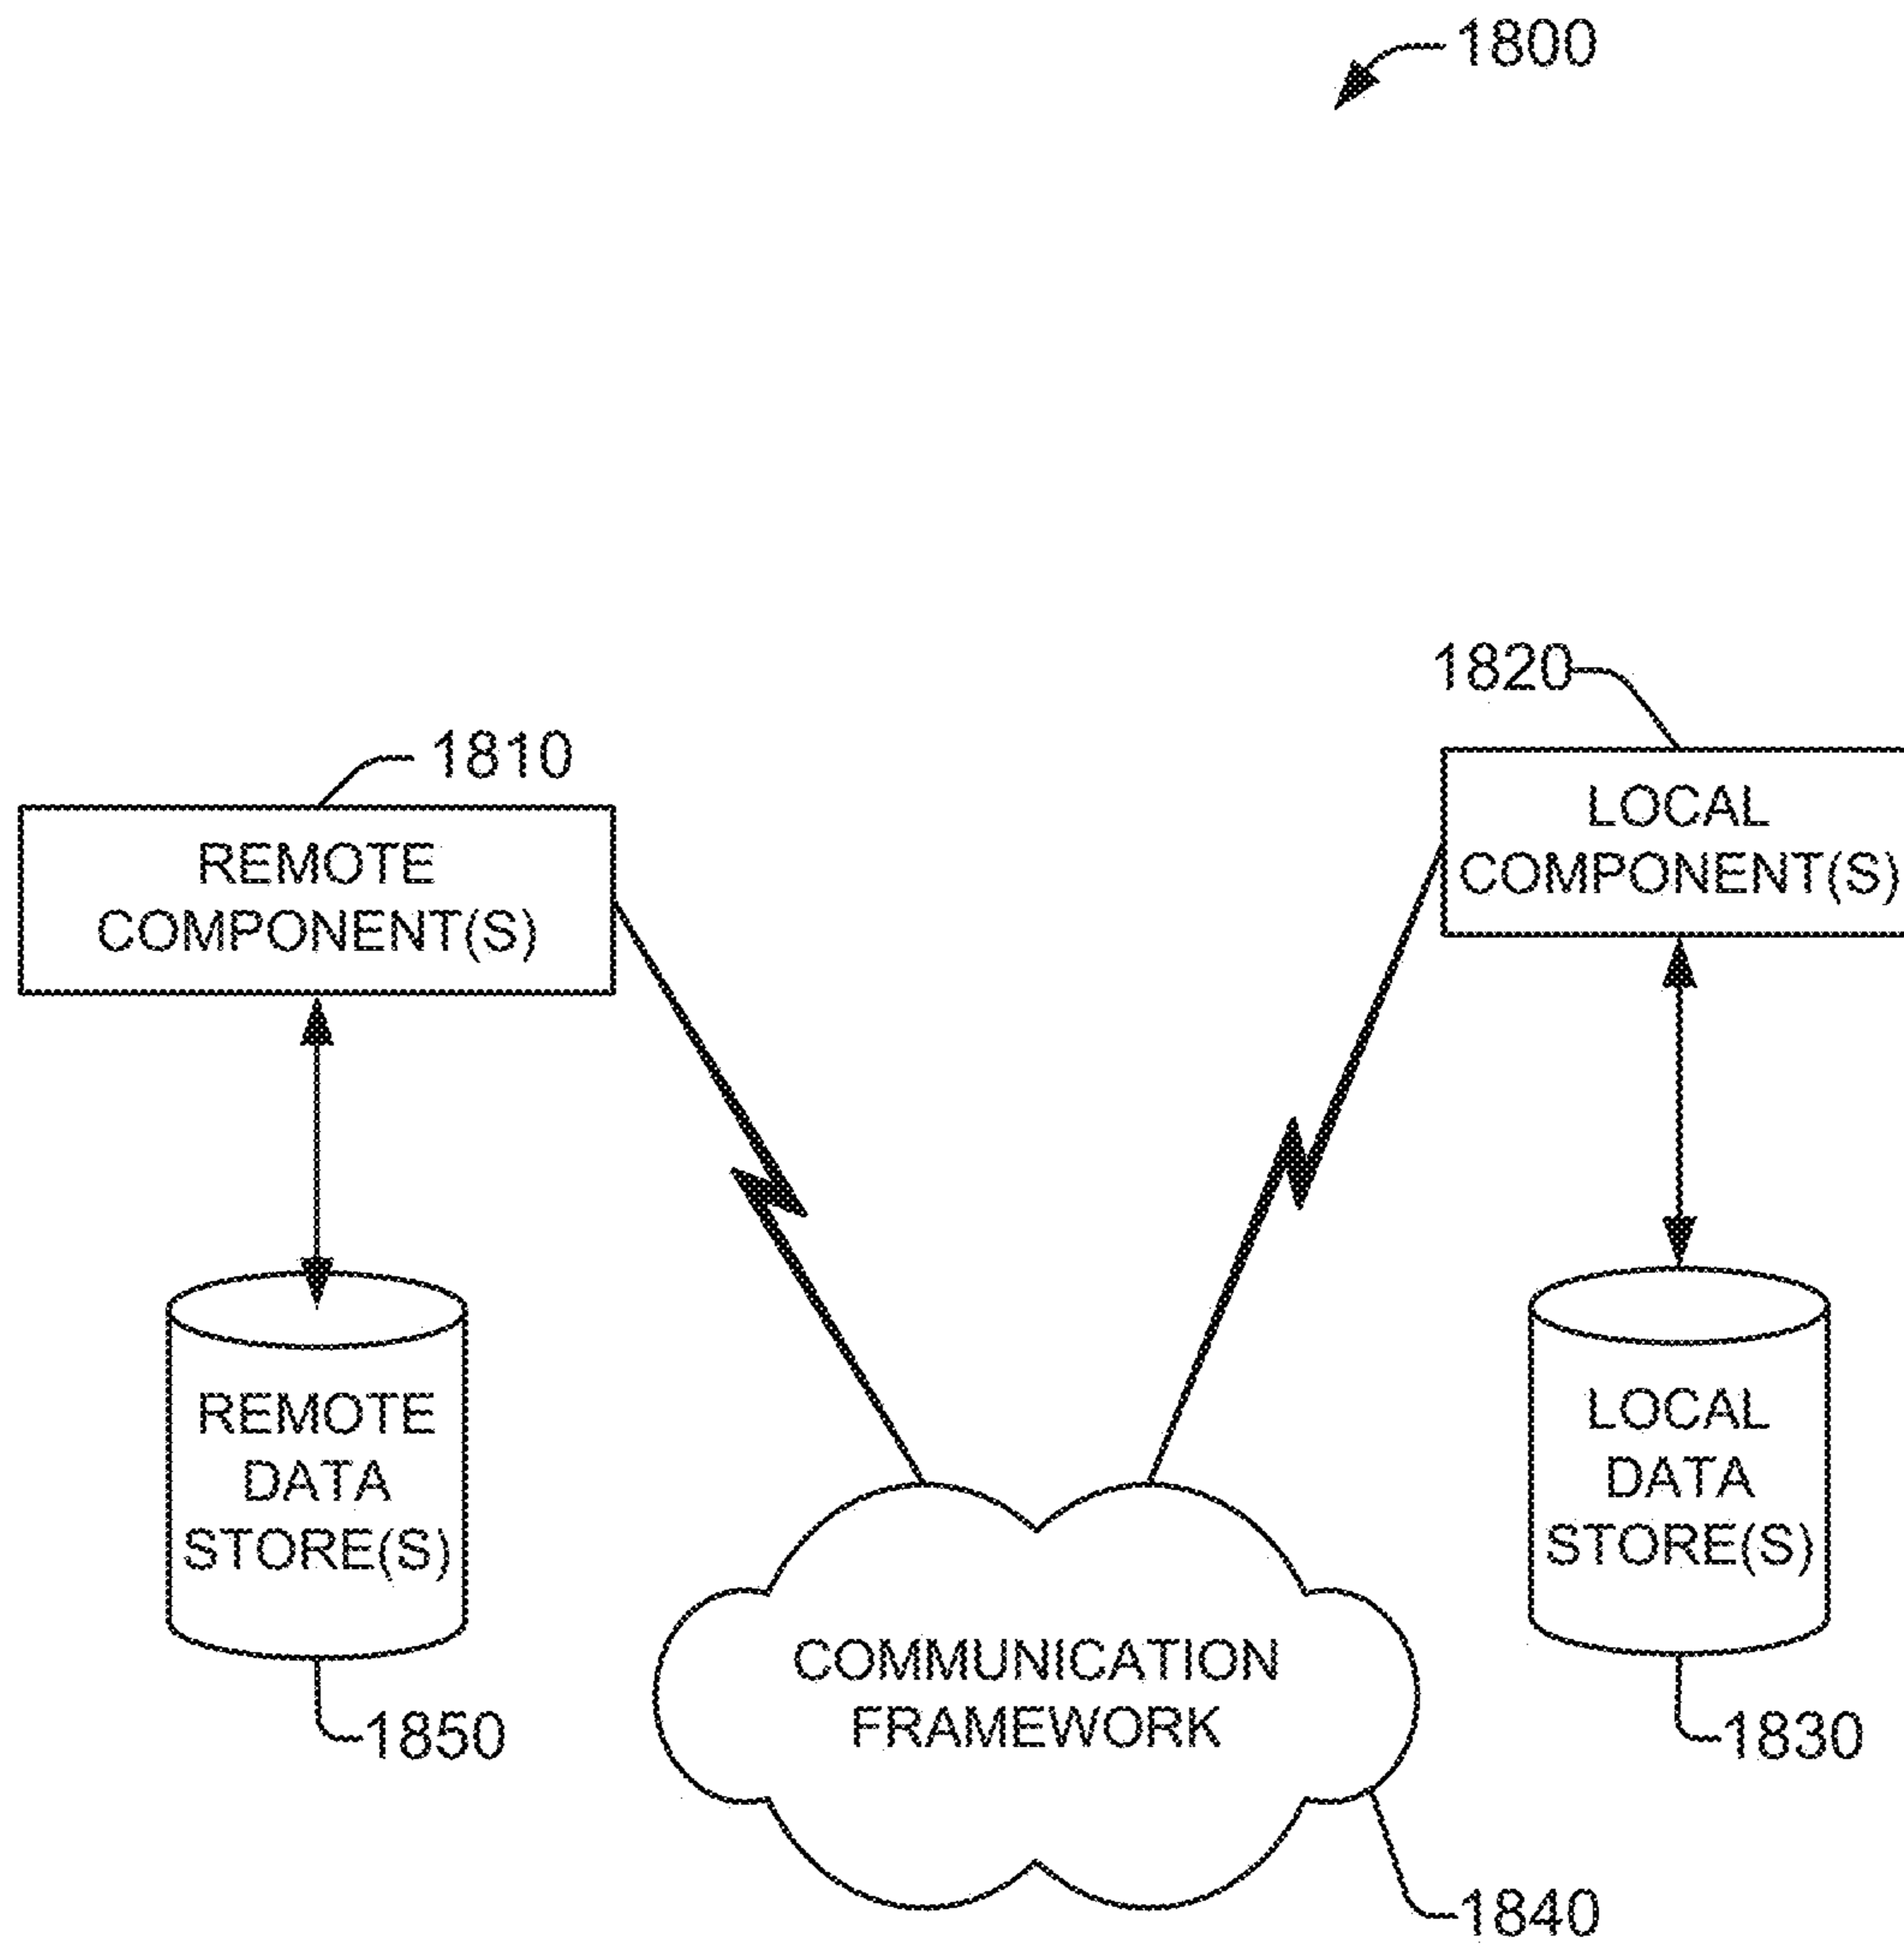 1800
1820
1810
LOCAL
COMPONENT(S)
REMOTE
COMPONENT(S)
REMOTE
DATA
STORE(S)
LOCAL
DATA
STORE(S)
COMMUNICATION
FRAMEWORK
1850
1830
1840